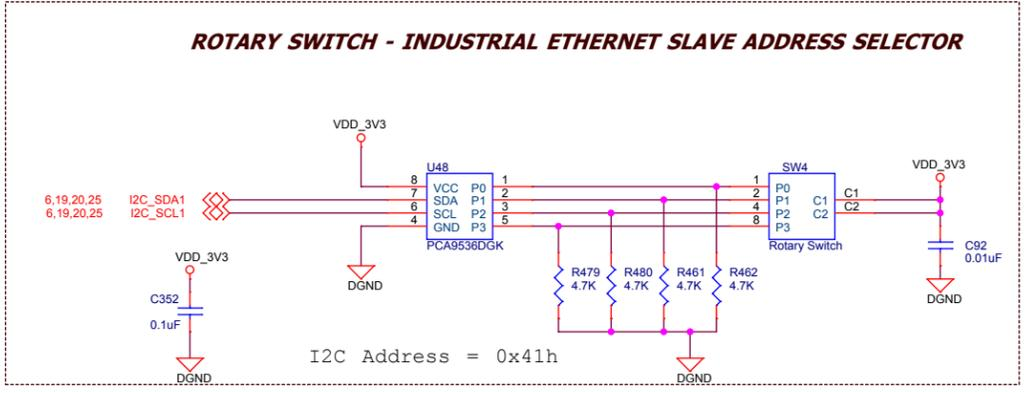 ROTARY SWITCH - INDUSTRIAL ETHERNET SLAVE ADDRESS SELECTOR
VDD_3V3
U48
SW4
VDD_3V3
8 VCC P0 1
1 P0
6,19,20,25 I2C_SDA1 7 SDA P1 2
2 P1 C1 C1
6,19,20,25 I2C_SCL1 6 SCL P2 3
4 P2 C2 C2
4 GND P3 5
8 P3
PCA9536DGK
Rotary Switch
C92
0.01uF
VDD_3V3
DGND
R479
4.7K
R480
4.7K
R461
4.7K
R462
4.7K
DGND
C352
0.1uF
I2C Address = 0x41h
DGND
DGND